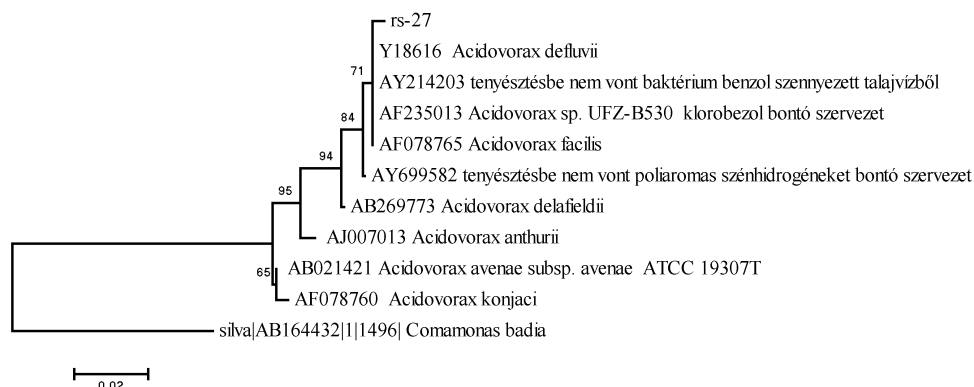 rs-27
Y18616 Acidovorax defluvii
71
AY214203 tenyésztésbe nem vont baktérium benzol szennyezett talajvízből
AF235013 Acidovorax sp. UFZ-B530 klorobezol bontó szervezet
84
AF078765 Acidovorax facilis
94
AY699582 tenyésztésbe nem vont poliaromas szénhidrogéneket bontó szervezet
95
AB269773 Acidovorax delafieldii
AJ007013 Acidovorax anthurii
65
AB021421 Acidovorax avenae subsp. avenae ATCC 19307T
AF078760 Acidovorax konjaci
silva|AB164432|1|1496| Comamonas badia
0.02